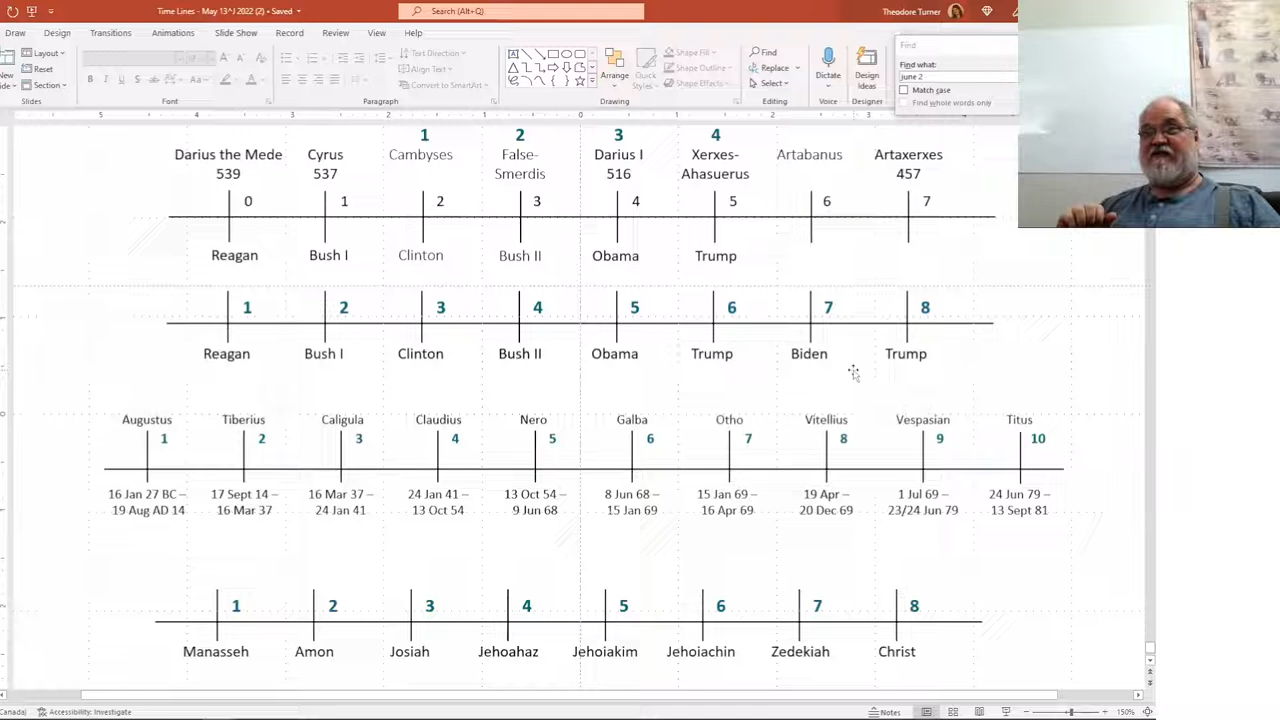 Time Lines - May 13^J 2022 (2) • Saved
Search (Alt+Q)
Theodore Turner
Draw Design Transitions Animations Slide Show Record Review View Help
Layout
Reset
Section
New
Slides
Font
Text Direction
Align Text
Convert to SmartArt
Paragraph
Arrange
Quick
Styles
Shape Fill
Shape Outline
Shape Effects
Drawing
Find
Replace
Select
Editing
Dictate
Voice
Design
Ideas
Designer
Find
Find what:
june 2
Match case
Find whole words only
1 2 3 4
Darius the Mede Cyrus Cambyses False- Darius I Xerxes- Artabanus Artaxerxes
539 537 Smerdis 516 Ahasuerus 457
0 1 2 3 4 5 6 7
Reagan Bush I Clinton Bush II Obama Trump
1 2 3 4 5 6 7 8
Reagan Bush I Clinton Bush II Obama Trump Biden Trump
Augustus Tiberius Caligula Claudius Nero Galba Otho Vitellius Vespasian Titus
1 2 3 4 5 6 7 8 9 10
16 Jan 27 BC – 17 Sept 14 – 16 Mar 37 – 24 Jan 41 – 13 Oct 54 – 8 Jun 68 – 15 Jan 69 – 19 Apr – 1 Jul 69 – 24 Jun 79 –
19 Aug AD 14 16 Mar 37 24 Jan 41 13 Oct 54 9 Jun 68 15 Jan 69 16 Apr 69 20 Dec 69 23/24 Jun 79 13 Sept 81
1 2 3 4 5 6 7 8
Manasseh Amon Josiah Jehoahaz Jehoiakim Jehoiachin Zedekiah Christ
Canada) Accessibility: Investigate Notes 150%